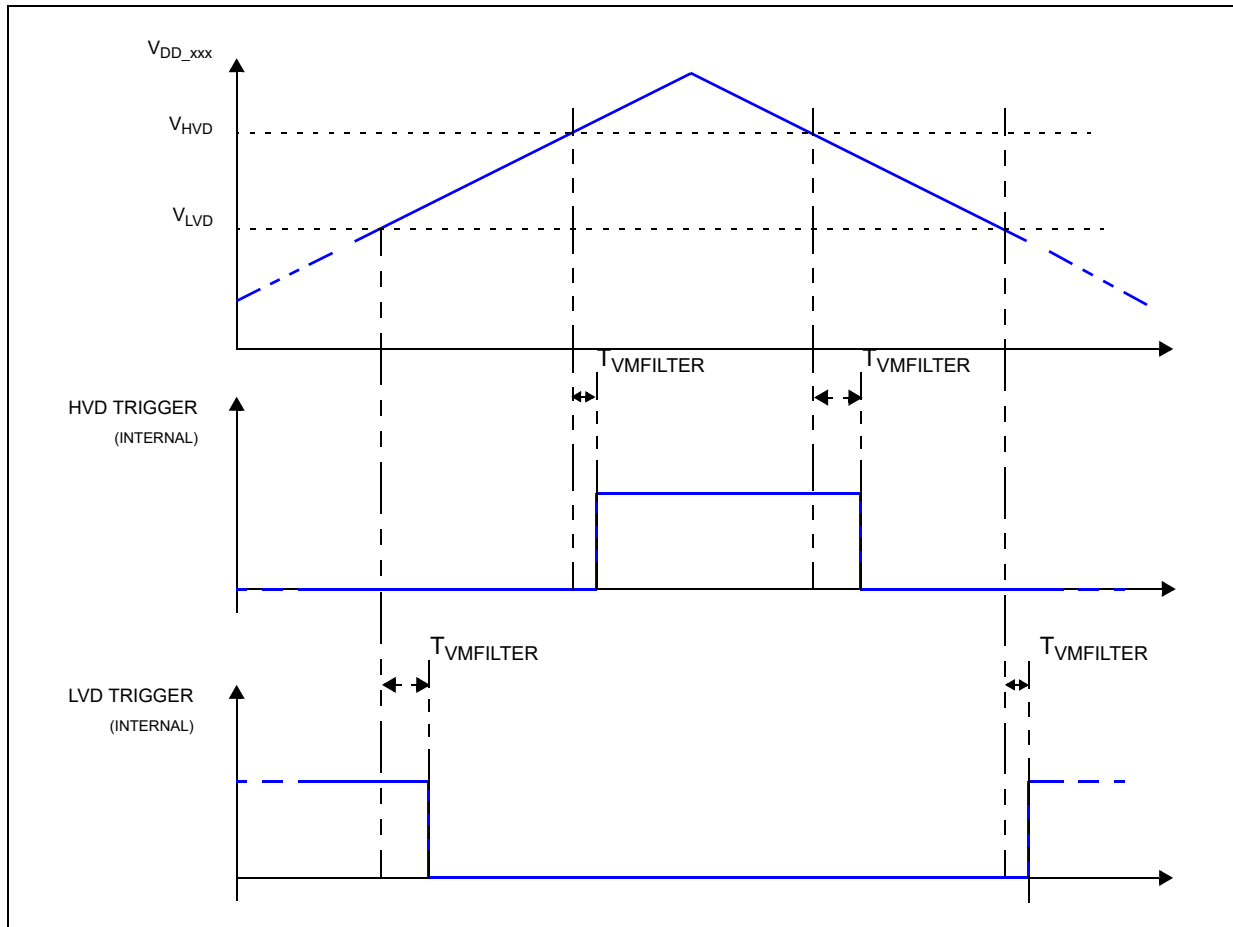 VDD_xxx
VHVD
VLVD
TVMFILTER
TVMFILTER
HVD TRIGGER
(INTERNAL)
TVMFILTER
TVMFILTER
LVD TRIGGER
(INTERNAL)